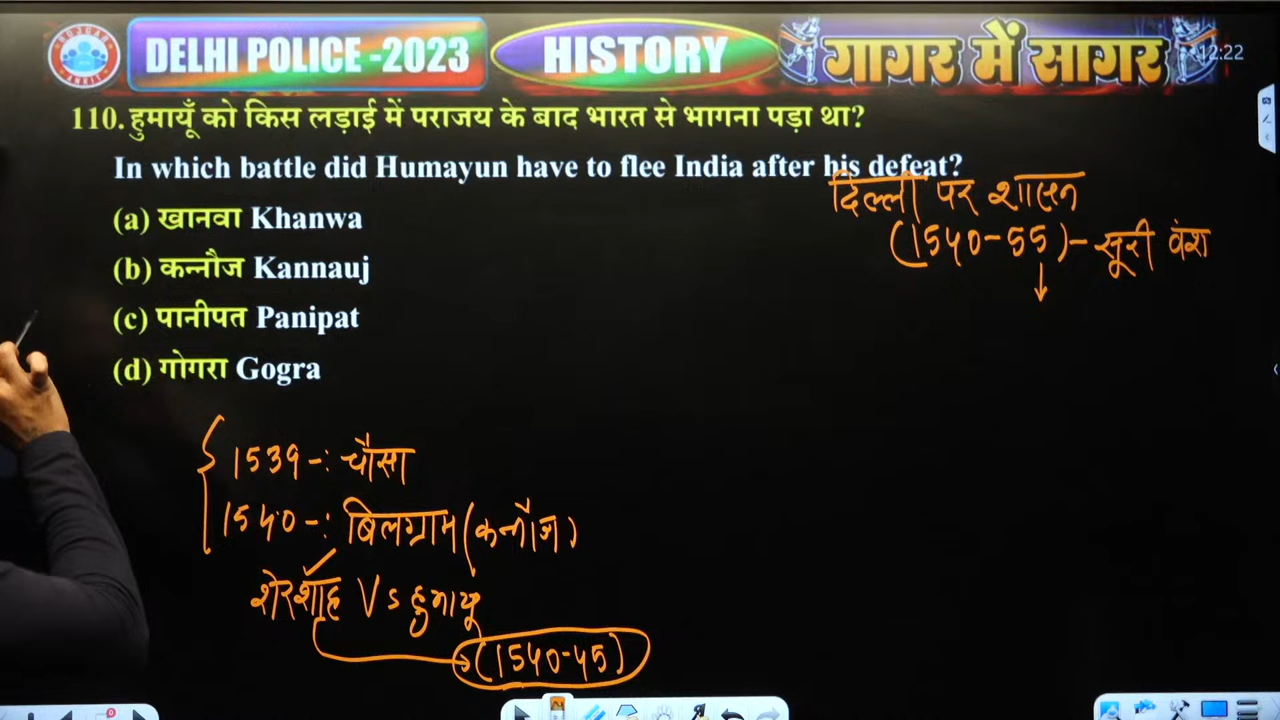 ROJGAR
ANKIT
DELHI POLICE -2023
HISTORY
गागर में सागर
12:22
110. हुमायूँ को किस लड़ाई में पराजय के बाद भारत से भागना पड़ा था?
In which battle did Humayun have to flee India after his defeat?
(a) खानवा Khanwa
(b) कन्नौज Kannauj
(c) पानीपत Panipat
(d) गोगरा Gogra
दिल्ली पर शासन
(1540-55)- सूरी वंश
1539-: चौसा
1540-: बिलग्राम (कन्नौज)
शेरशाह Vs हुमायूं
(1540-45)